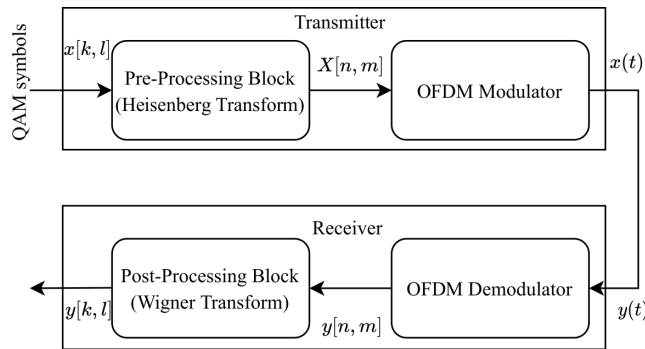 Transmitter
QAM symbols
x[k, l]
Pre-Processing Block
(Heisenberg Transform)
X[n, m]
OFDM Modulator
x(t)
Receiver
Post-Processing Block
(Wigner Transform)
OFDM Demodulator
y[k, l]
y[n, m]
y(t)